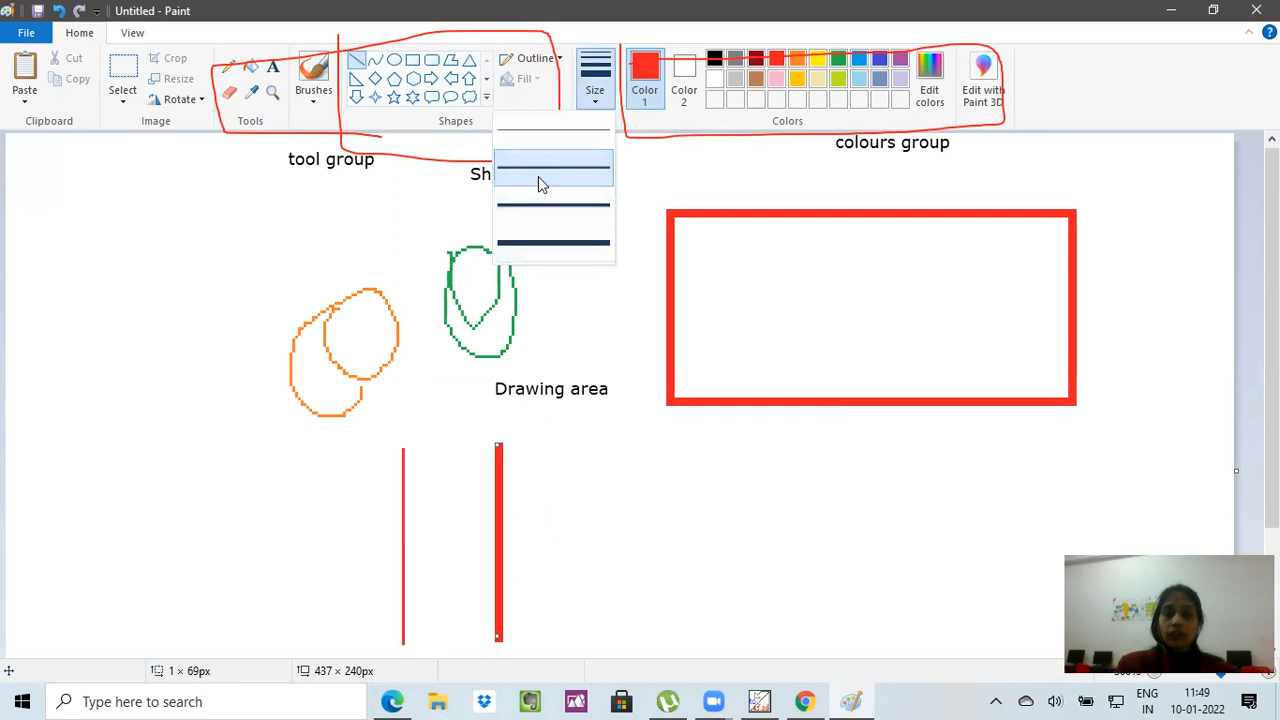 Untitled - Paint
File
Home
View
Paste
Cut
Copy
Clipboard
Select
Crop
Resize
Rotate
Image
A
Tools
Brushes
Outline
Fill
Shapes
Size
Color
1
Color
2
Edit
colors
Colors
Edit with
Paint 3D
tool group
Sh
colours group
Drawing area
1 × 69px
437 × 240px
Type here to search
ENG
IN
11:49
10-01-2022